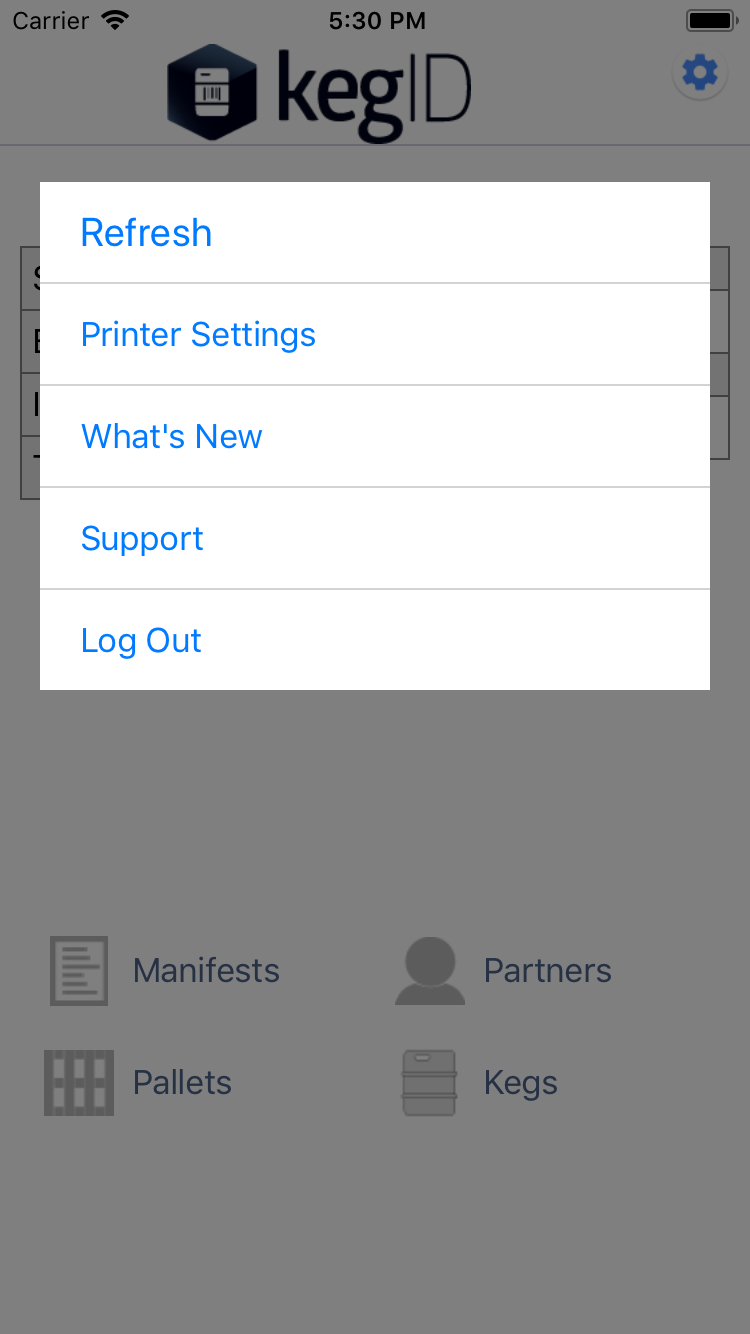 Carrier 5:30 PM
kegID
Refresh
Printer Settings
What's New
Support
Log Out
Manifests Partners
Pallets Kegs